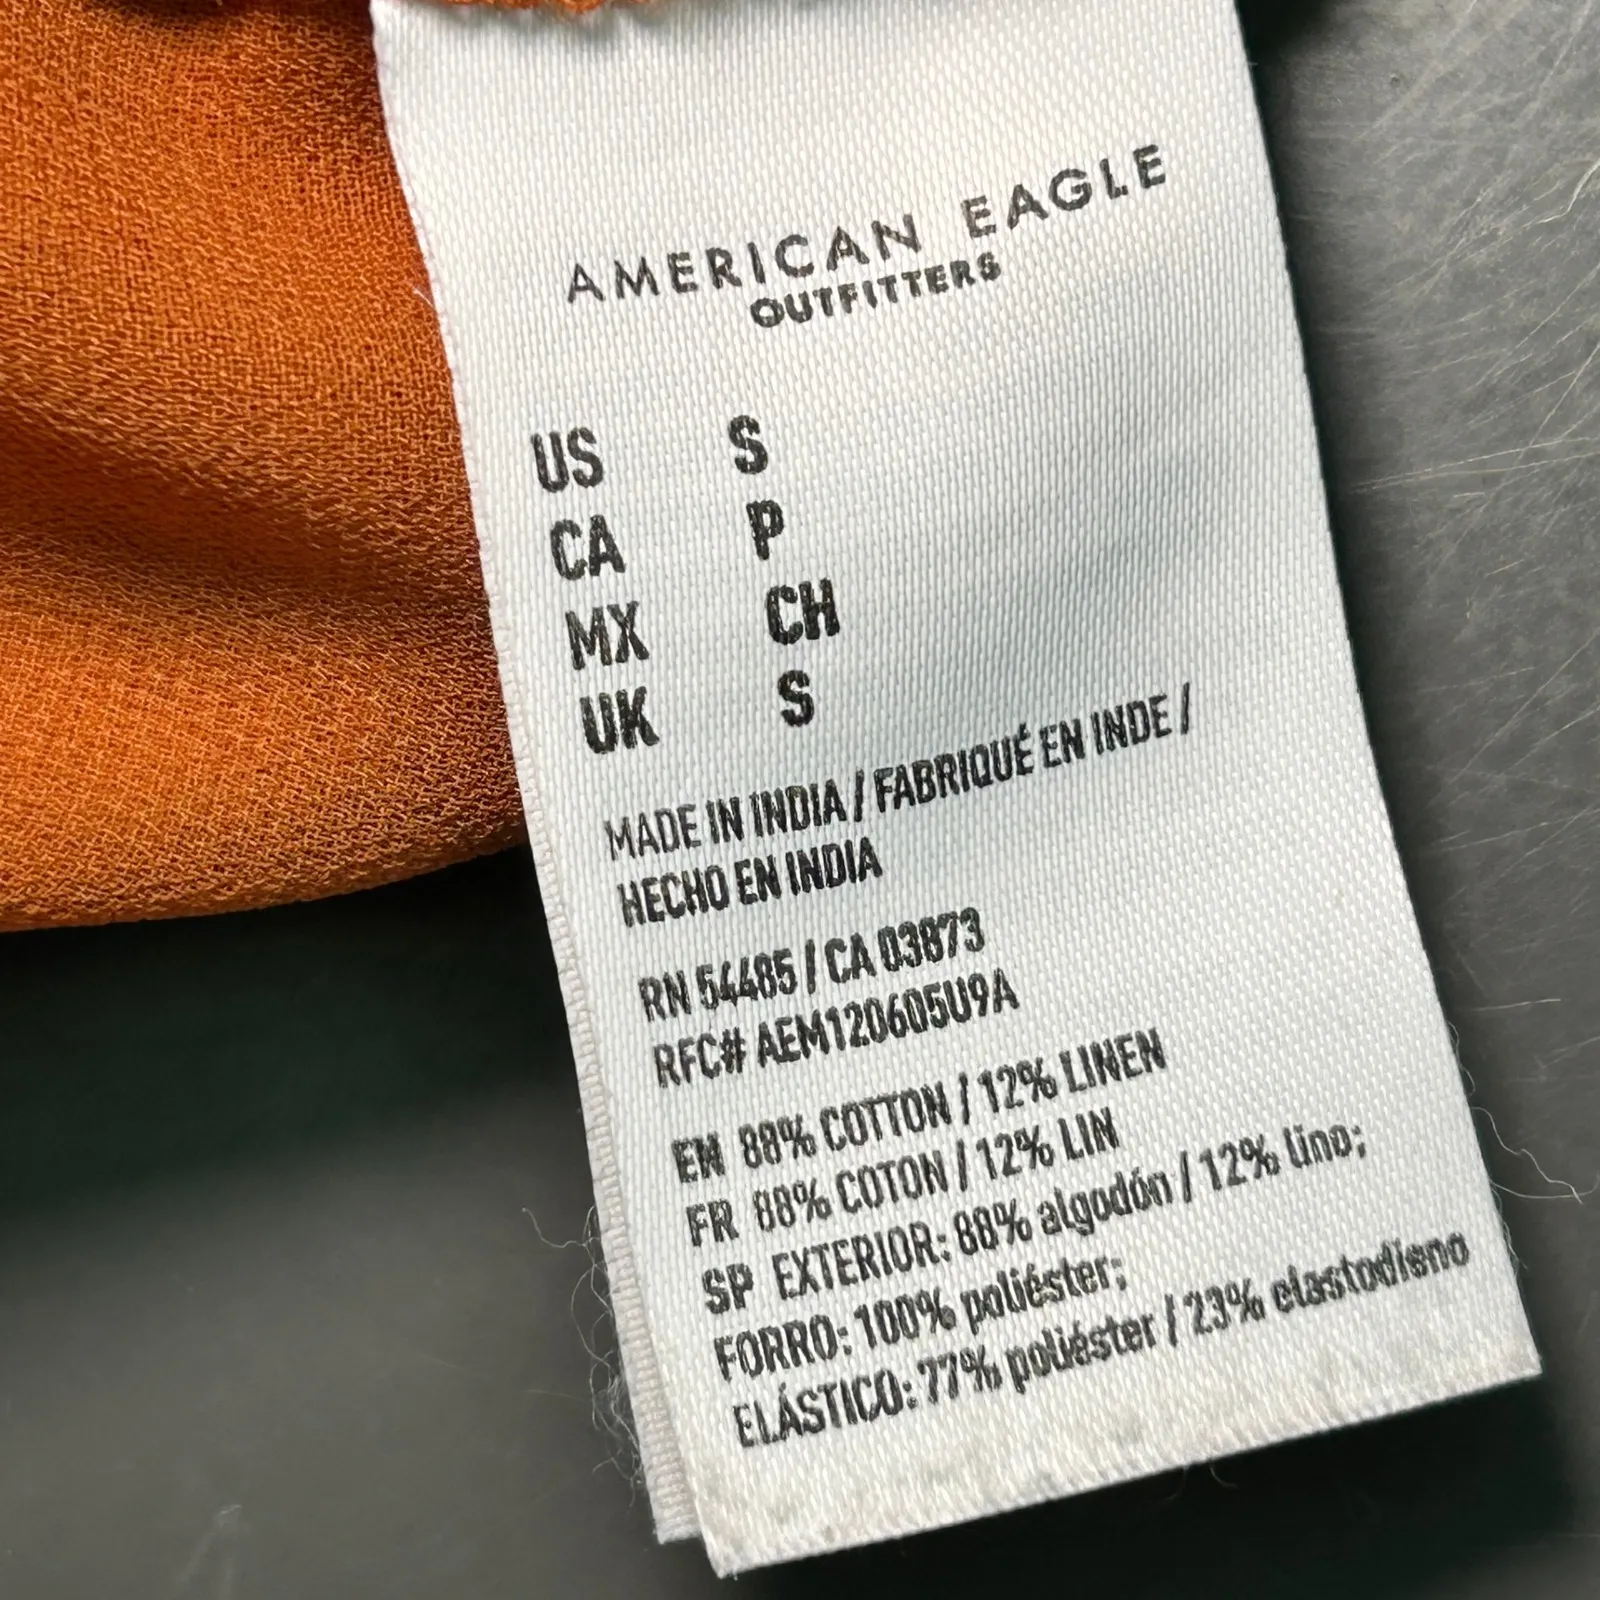 AMERICAN EAGLE
OUTFITTERS
US S
CA P
MX CH
UK S
MADE IN INDIA / FABRIQUÉ EN INDE /
HECHO EN INDIA
RN 54485 / CA 03873
RFC# AEM120605U9A
EN 88% COTTON / 12% LINEN
FR 88% COTON / 12% LIN
SP EXTERIOR: 88% algodón / 12% lino;
FORRO: 100% poliéster;
ELÁSTICO: 77% poliéster / 23% elastodieno